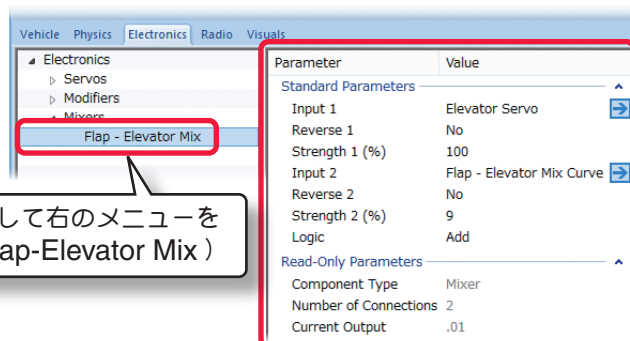 Vehicle Physics Electronics Radio Visuals
Electronics
Servos
Modifiers
Mixers
Flap - Elevator Mix
して右のメニューを
ap-Elevator Mix )
Parameter Value
Standard Parameters
Input 1 Elevator Servo
Reverse 1 No
Strength 1 (%) 100
Input 2 Flap - Elevator Mix Curve
Reverse 2 No
Strength 2 (%) 9
Logic Add
Read-Only Parameters
Component Type Mixer
Number of Connections 2
Current Output .01